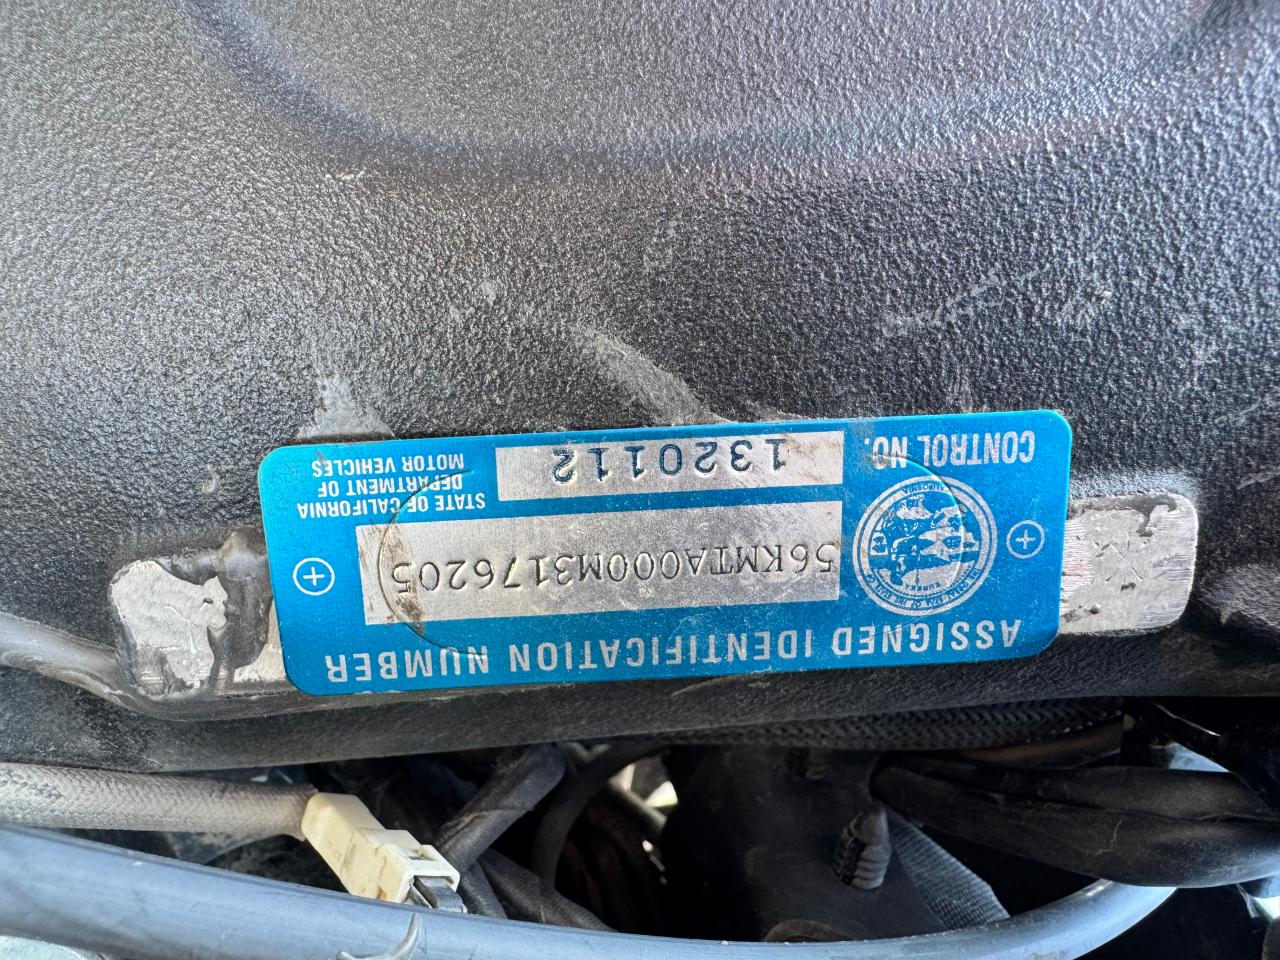 ASSIGNED IDENTIFICATION NUMBER
56KMTA000M3176205
STATE OF CALIFORNIA
DEPARTMENT OF
MOTOR VEHICLES
CONTROL NO.
1320112